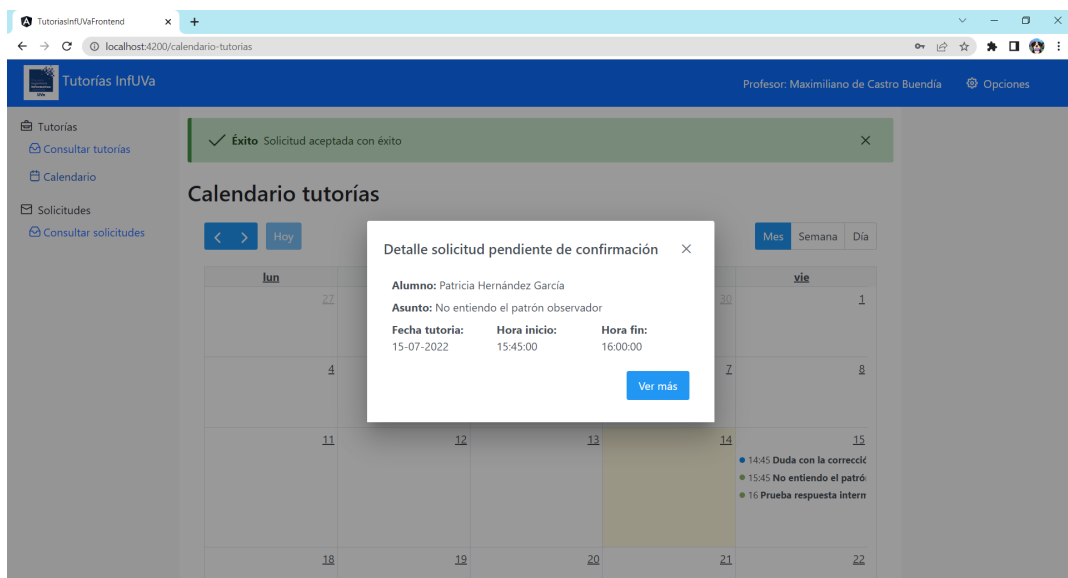 TutoriasInfUVaFrontend
localhost:4200/calendario-tutorias
Tutorías InfUVa
Profesor: Maximiliano de Castro Buendía
Opciones
Tutorías
Consultar tutorías
Calendario
Solicitudes
Consultar solicitudes
Éxito Solicitud aceptada con éxito
Calendario tutorías
Hoy
Mes Semana Día
Detalle solicitud pendiente de confirmación
Alumno: Patricia Hernández García
Asunto: No entiendo el patrón observador
Fecha tutoria: Hora inicio: Hora fin:
15-07-2022 15:45:00 16:00:00
Ver más
lun vie
27 30 1
4 7 8
11 12 13 14 15
14:45 Duda con la correcció
15:45 No entiendo el patró
16 Prueba respuesta intern
18 19 20 21 22